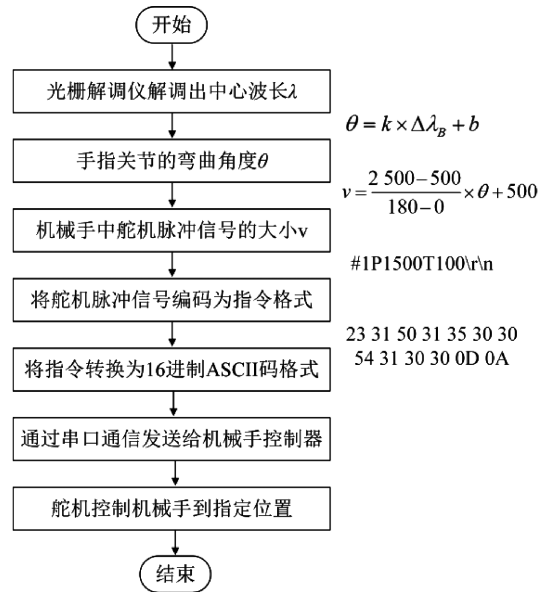 开始
光栅解调仪解调出中心波长λ
θ = k × Δλ_B + b
手指关节的弯曲角度θ
v = \frac{2 500−500}{180−0} × θ + 500
机械手中舵机脉冲信号的大小v
#1P1500T100\r\n
将舵机脉冲信号编码为指令格式
23 31 50 31 35 30 30
54 31 30 30 0D 0A
将指令转换为16进制ASCII码格式
通过串口通信发送给机械手控制器
舵机控制机械手到指定位置
结束